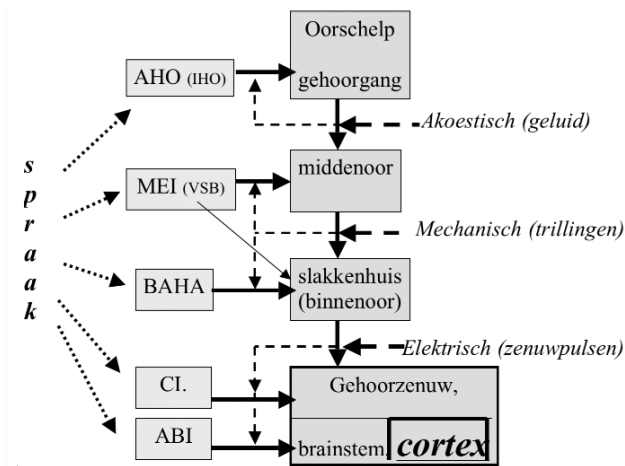 Oorschelp
gehoorgang
AHO (IHO)
Akoestisch (geluid)
spraak
middenoor
MEI (VSB)
Mechanisch (trillingen)
slakkenhuis
(binnenoor)
BAHA
Elektrisch (zenuwpulsen)
CI.
Gehoorzenuw,
ABI
brainstem, cortex